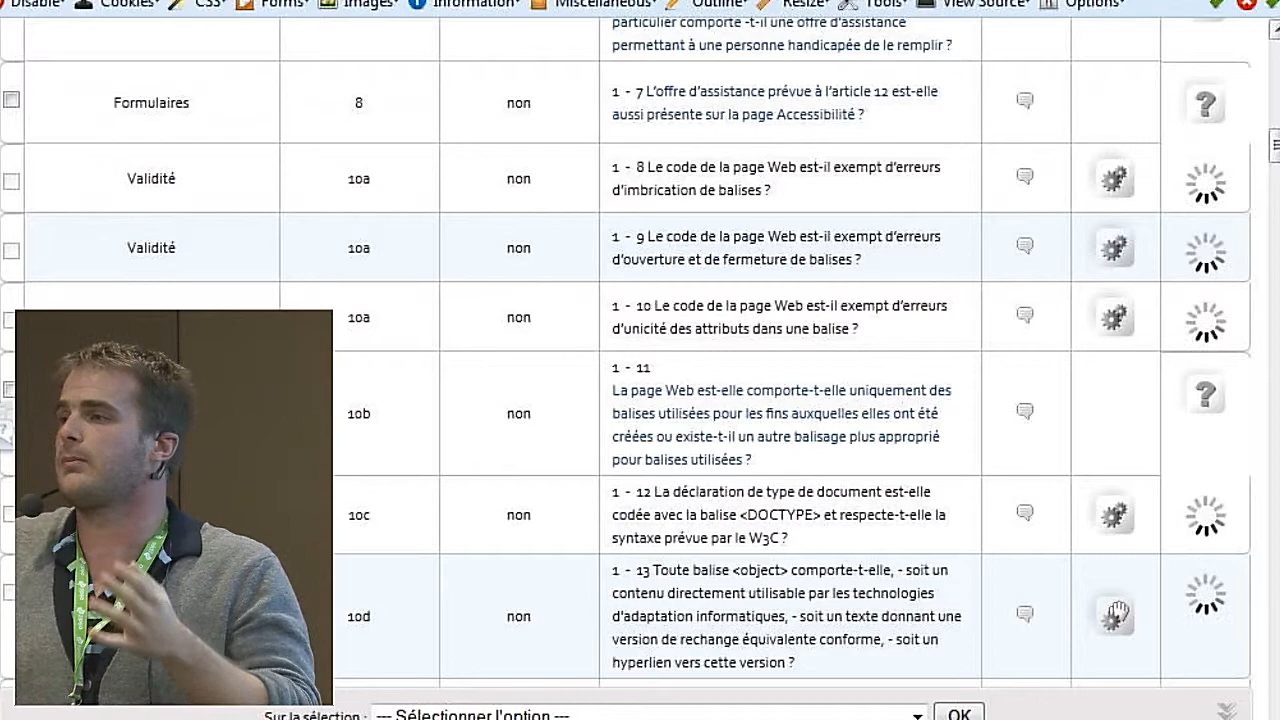 Disable Cookies CSS Forms Images Information Miscellaneous Outline Resize Tools View Source Options
particulier comporte -t-il une offre d'assistance
permettant à une personne handicapée de le remplir ?
Formulaires 8 non 1 - 7 L'offre d'assistance prévue à l'article 12 est-elle
aussi présente sur la page Accessibilité ?
Validité 10a non 1 - 8 Le code de la page Web est-il exempt d'erreurs
d'imbrication de balises ?
Validité 10a non 1 - 9 Le code de la page Web est-il exempt d'erreurs
d'ouverture et de fermeture de balises ?
10a non 1 - 10 Le code de la page Web est-il exempt d'erreurs
d'unicité des attributs dans une balise ?
10b non 1 - 11
La page Web est-elle comporte-t-elle uniquement des
balises utilisées pour les fins auxquelles elles ont été
créées ou existe-t-il un autre balisage plus approprié
pour balises utilisées ?
10c non 1 - 12 La déclaration de type de document est-elle
codée avec la balise <DOCTYPE> et respecte-t-elle la
syntaxe prévue par le W3C ?
10d non 1 - 13 Toute balise <object> comporte-t-elle, - soit un
contenu directement utilisable par les technologies
d'adaptation informatiques, - soit un texte donnant une
version de rechange équivalente conforme, - soit un
hyperlien vers cette version ?
Sur la sélection : --- Sélectionner l'option --- OK